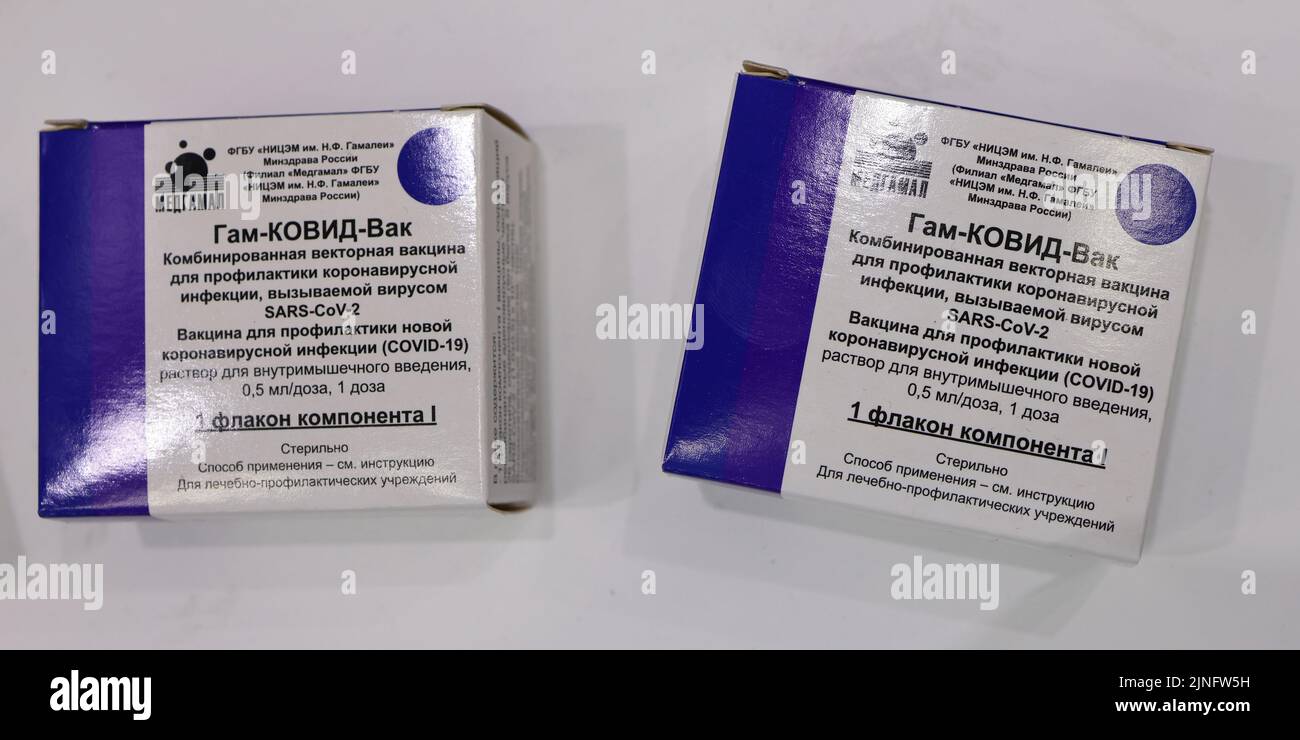 ФГБУ «НИЦЭМ им. Н.Ф. Гамалеи»
Минздрава России
(Филиал «Медгамал» ФГБУ
«НИЦЭМ им. Н.Ф. Гамалеи»
Минздрава России)
МЕДГАМАЛ
Гам-КОВИД-Вак
Комбинированная векторная вакцина
для профилактики коронавирусной
инфекции, вызываемой вирусом
SARS-CoV-2
Вакцина для профилактики новой
коронавирусной инфекции (COVID-19)
раствор для внутримышечного введения,
0,5 мл/доза, 1 доза
1 флакон компонента I
Стерильно
Способ применения – см. инструкцию
Для лечебно-профилактических учреждений
ФГБУ «НИЦЭМ им. Н.Ф. Гамалеи»
Минздрава России
(Филиал «Медгамал» ФГБУ
«НИЦЭМ им. Н.Ф. Гамалеи»
Минздрава России)
МЕДГАМАЛ
Гам-КОВИД-Вак
Комбинированная векторная вакцина
для профилактики коронавирусной
инфекции, вызываемой вирусом
SARS-CoV-2
Вакцина для профилактики новой
коронавирусной инфекции (COVID-19)
раствор для внутримышечного введения,
0,5 мл/доза, 1 доза
1 флакон компонента I
Стерильно
Способ применения – см. инструкцию
Для лечебно-профилактических учреждений
a
a
a
a
a
a
a
a
a
alamy
alamy
alamy
alamy
Image ID: 2JNFW5H
www.alamy.com